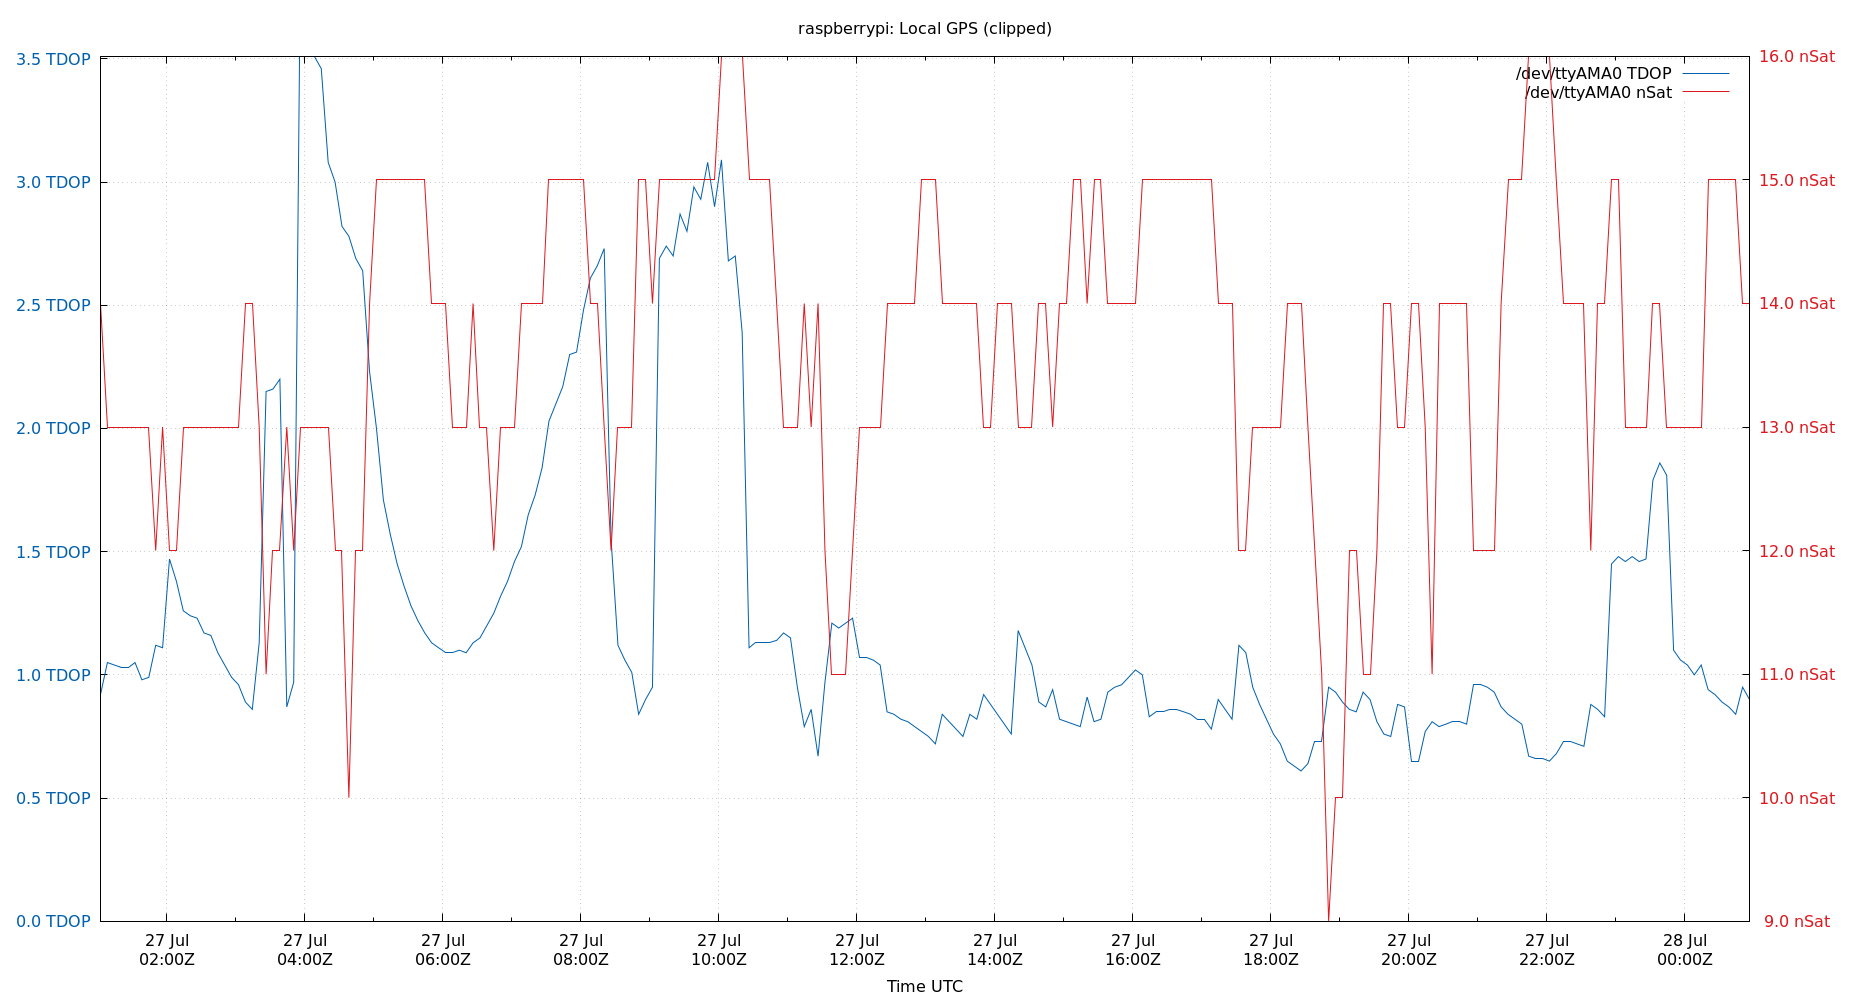 raspberrypi: Local GPS (clipped)
3.5 TDOP
3.0 TDOP
2.5 TDOP
2.0 TDOP
1.5 TDOP
1.0 TDOP
0.5 TDOP
0.0 TDOP
/dev/ttyAMA0 TDOP
/dev/ttyAMA0 nSat
16.0 nSat
15.0 nSat
14.0 nSat
13.0 nSat
12.0 nSat
11.0 nSat
10.0 nSat
9.0 nSat
27 Jul 27 Jul 27 Jul 27 Jul 27 Jul 27 Jul 27 Jul 27 Jul 27 Jul 27 Jul 27 Jul 28 Jul
02:00Z 04:00Z 06:00Z 08:00Z 10:00Z 12:00Z 14:00Z 16:00Z 18:00Z 20:00Z 22:00Z 00:00Z
Time UTC